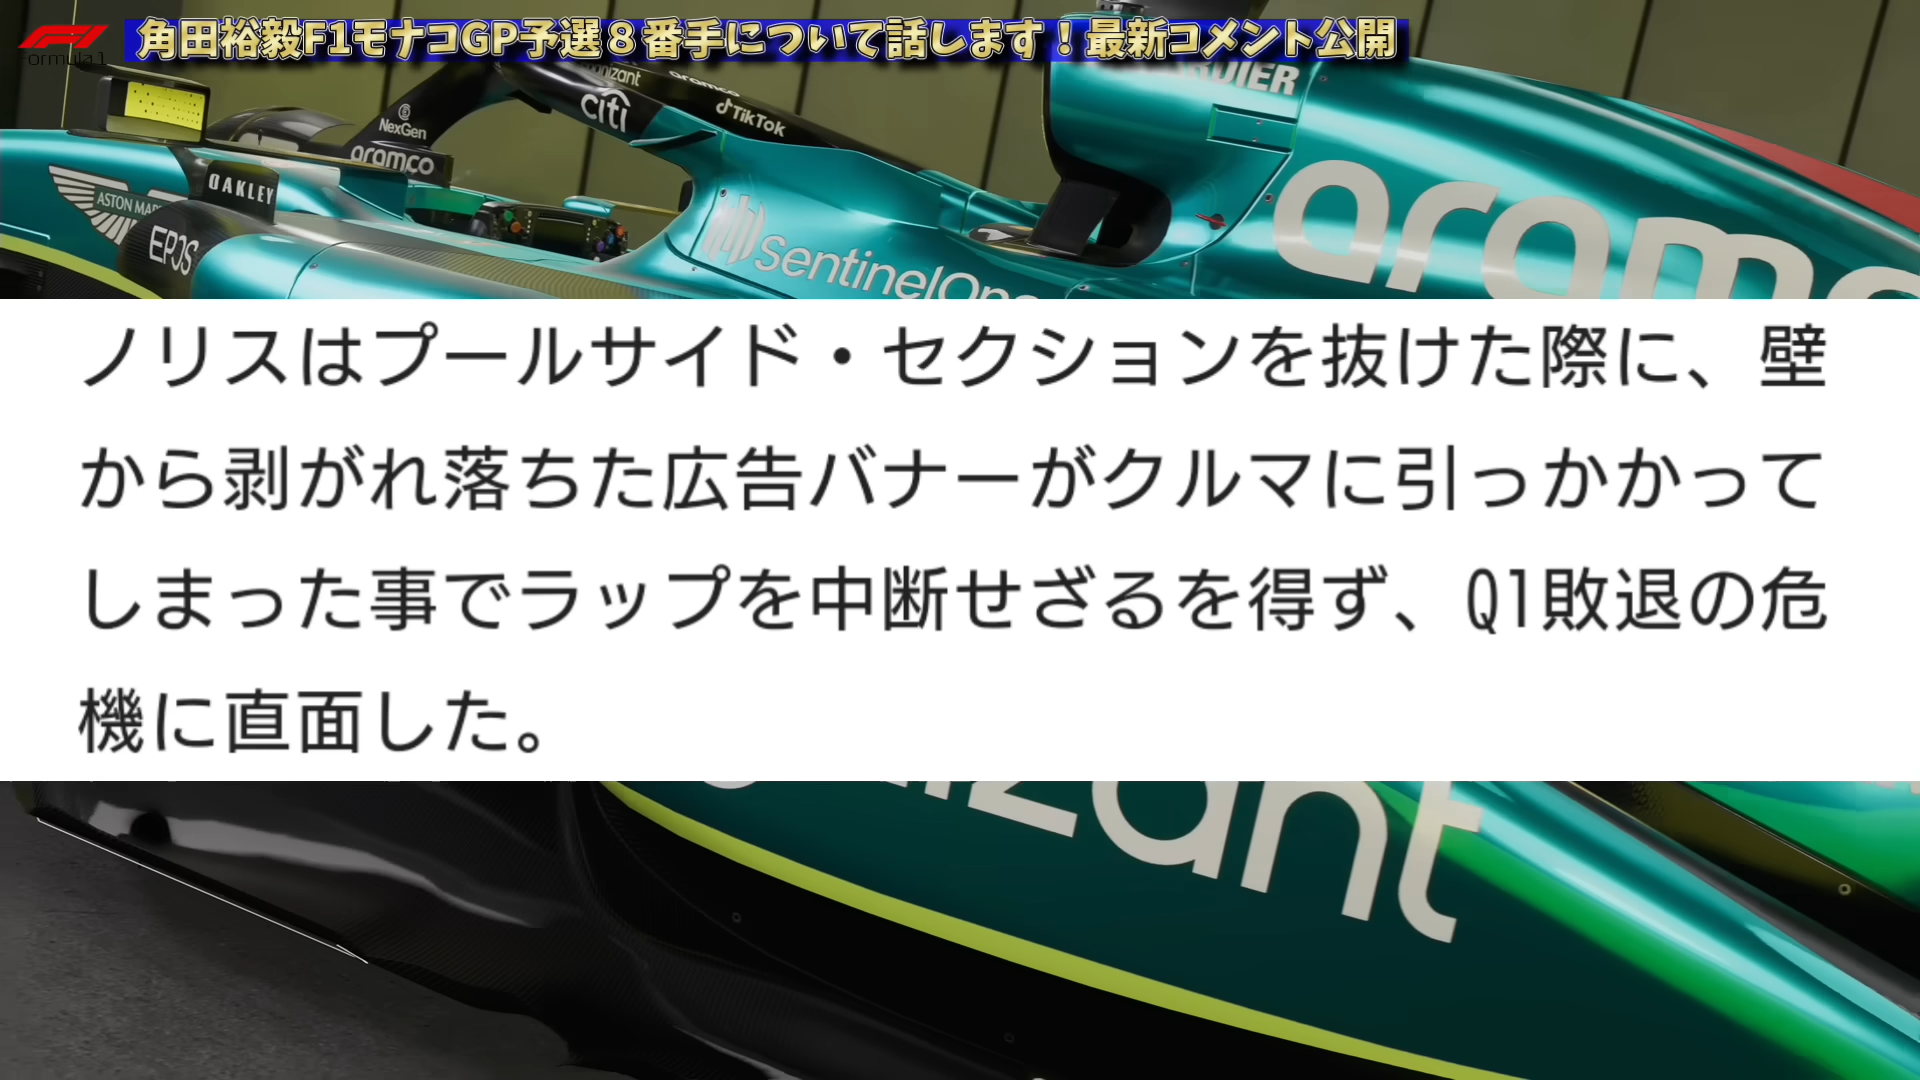 角田裕毅F1モナコGP予選８番手について話します！最新コメント公開
Formula 1
NexGen
aramco
citi
TikTok
OAKLEY
EPOS
aramco
ノリスはプールサイド・セクションを抜けた際に、壁
から剥がれ落ちた広告バナーがクルマに引っかかって
しまった事でラップを中断せざるを得ず、Q1敗退の危
機に直面した。